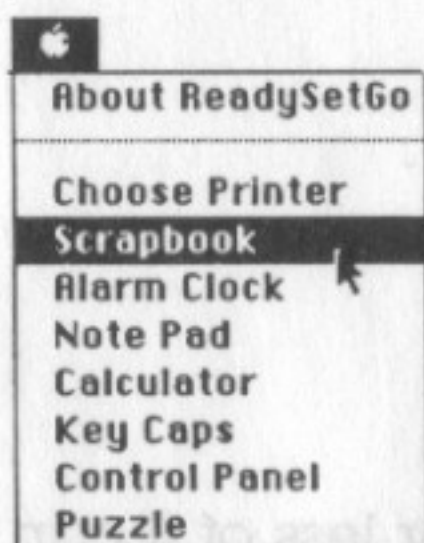 About ReadySetGo
Choose Printer
Scrapbook
Alarm Clock
Note Pad
Calculator
Key Caps
Control Panel
Puzzle